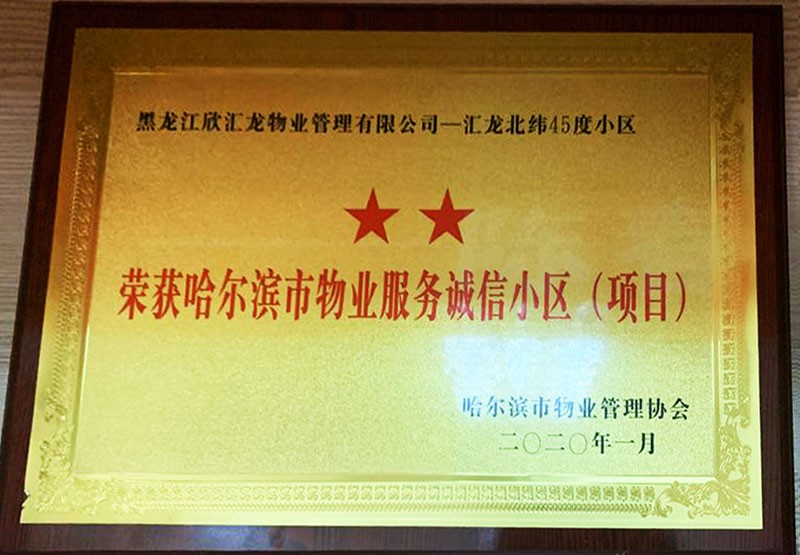 黑龙江欣汇龙物业管理有限公司—汇龙北纬45度小区
荣获哈尔滨市物业服务诚信小区（项目）
哈尔滨市物业管理协会
二〇二〇年一月